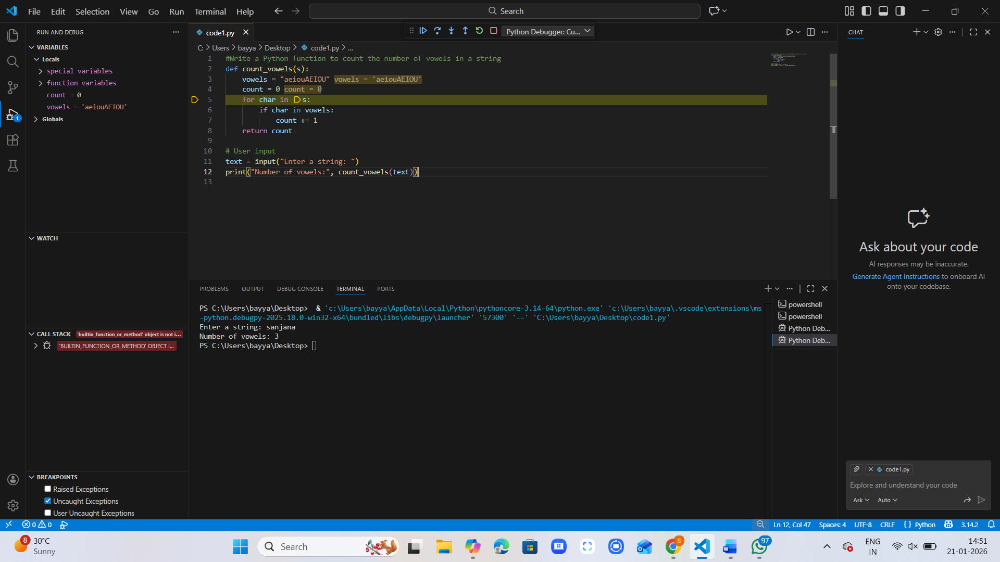 File Edit Selection View Go Run Terminal Help
Search
RUN AND DEBUG
VARIABLES
Locals
special variables
function variables
count = 0
vowels = 'aeiouAEIOU'
Globals
WATCH
CALL STACK 'builtin_function_or_method' object is not i...
'BUILTIN_FUNCTION_OR_METHOD' OBJECT I...
BREAKPOINTS
Raised Exceptions
Uncaught Exceptions
User Uncaught Exceptions
1
code1.py
Python Debugger: Cu...
C: > Users > bayya > Desktop > code1.py > ...
1 #Write a Python function to count the number of vowels in a string
2 def count_vowels(s):
3 vowels = "aeiouAEIOU" vowels = 'aeiouAEIOU'
4 count = 0 count = 0
5 for char in s:
6 if char in vowels:
7 count += 1
8 return count
9
10 # User input
11 text = input("Enter a string: ")
12 print("Number of vowels:", count_vowels(text))
13
PROBLEMS OUTPUT DEBUG CONSOLE TERMINAL PORTS
PS C:\Users\bayya\Desktop> & 'c:\Users\bayya\AppData\Local\Python\pythoncore-3.14-64\python.exe' 'c:\Users\bayya\.vscode\extensions\ms
-python.debugpy-2025.18.0-win32-x64\bundled\libs\debugpy\launcher' '57300' '--' 'C:\Users\bayya\Desktop\code1.py'
Enter a string: sanjana
Number of vowels: 3
PS C:\Users\bayya\Desktop>
powershell
powershell
Python Deb...
Python Deb...
CHAT
Ask about your code
AI responses may be inaccurate.
Generate Agent Instructions to onboard AI
onto your codebase.
code1.py
Explore and understand your code
Ask Auto
0 0
Ln 12, Col 47 Spaces: 4 UTF-8 CRLF { } Python 3.14.2
8
30°C
Sunny
Search
S
97
ENG
IN
14:51
21-01-2026